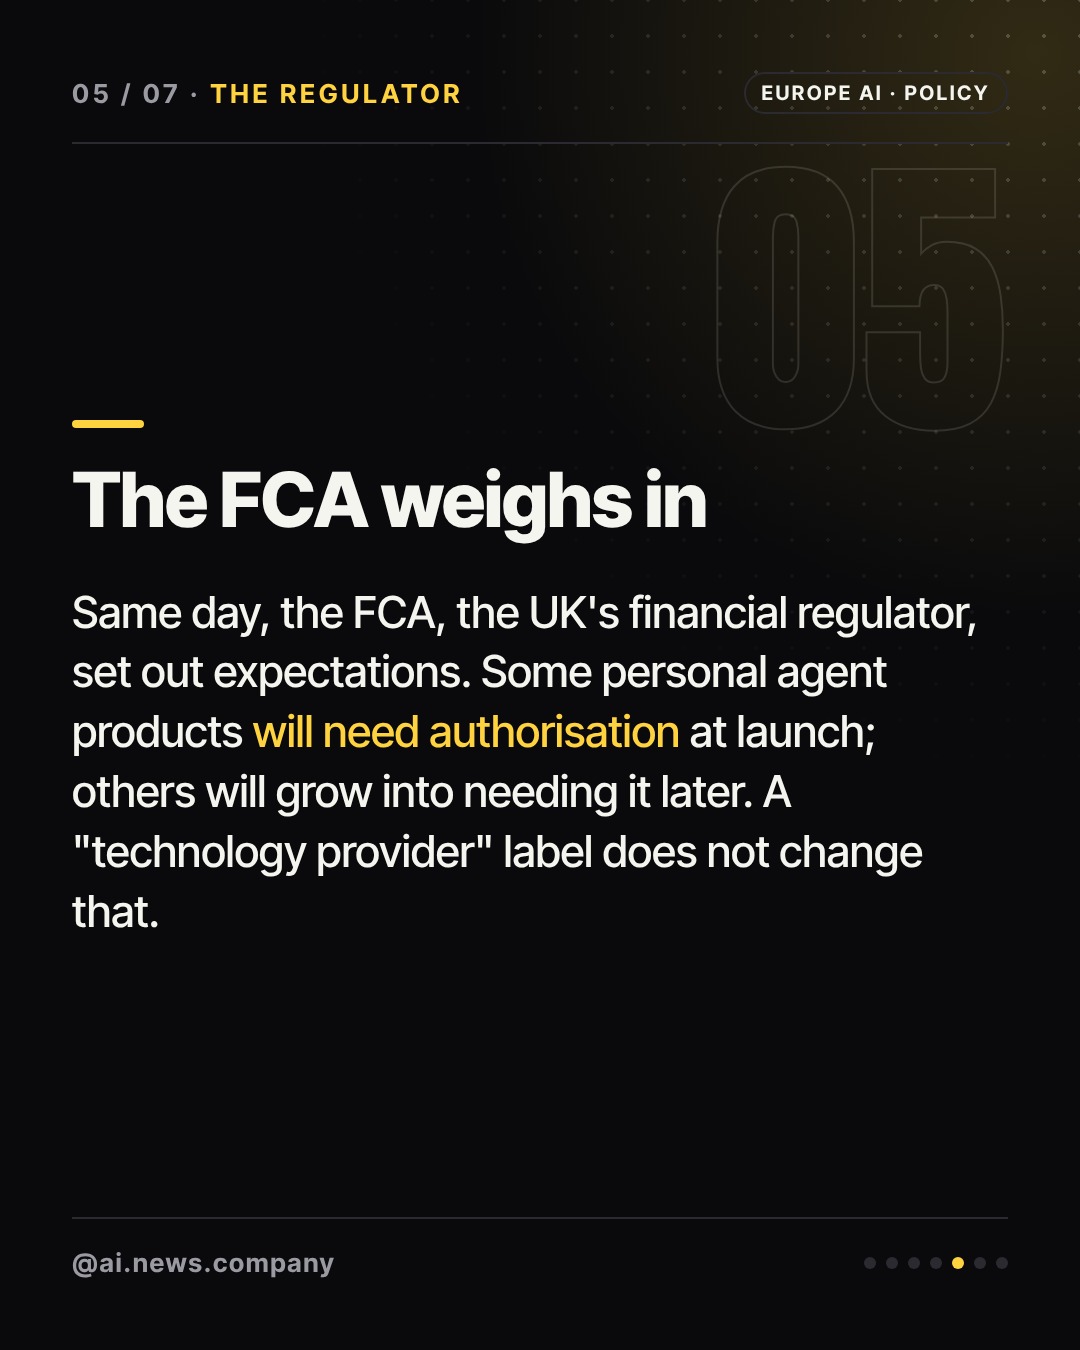 05 / 07 · THE REGULATOR
EUROPE AI · POLICY
05
The FCA weighs in
Same day, the FCA, the UK's financial regulator,
set out expectations. Some personal agent
products will need authorisation at launch;
others will grow into needing it later. A
"technology provider" label does not change
that.
@ai.news.company